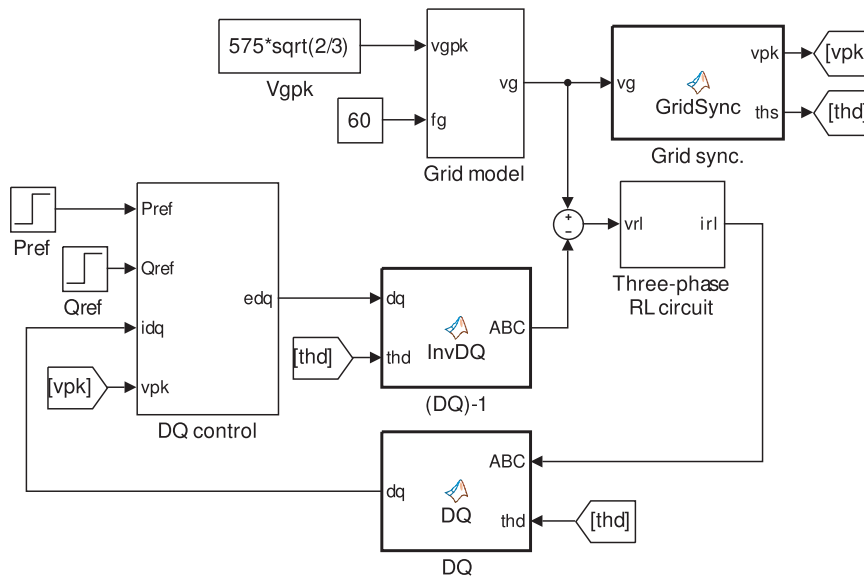 575*sqrt(2/3)
Vgpk
60
vgpk
fg
vg
Grid model
vg
GridSync
vpk
ths
Grid sync.
[vpk
[thd]
Pref
Qref
Pref
Qref
idq
vpk
edq
DQ control
[vpk]
[thd]
dq
thd
InvDQ
ABC
(DQ)-1
+
−
vrl
irl
Three-phase
RL circuit
ABC
thd
dq
DQ
DQ
[thd]